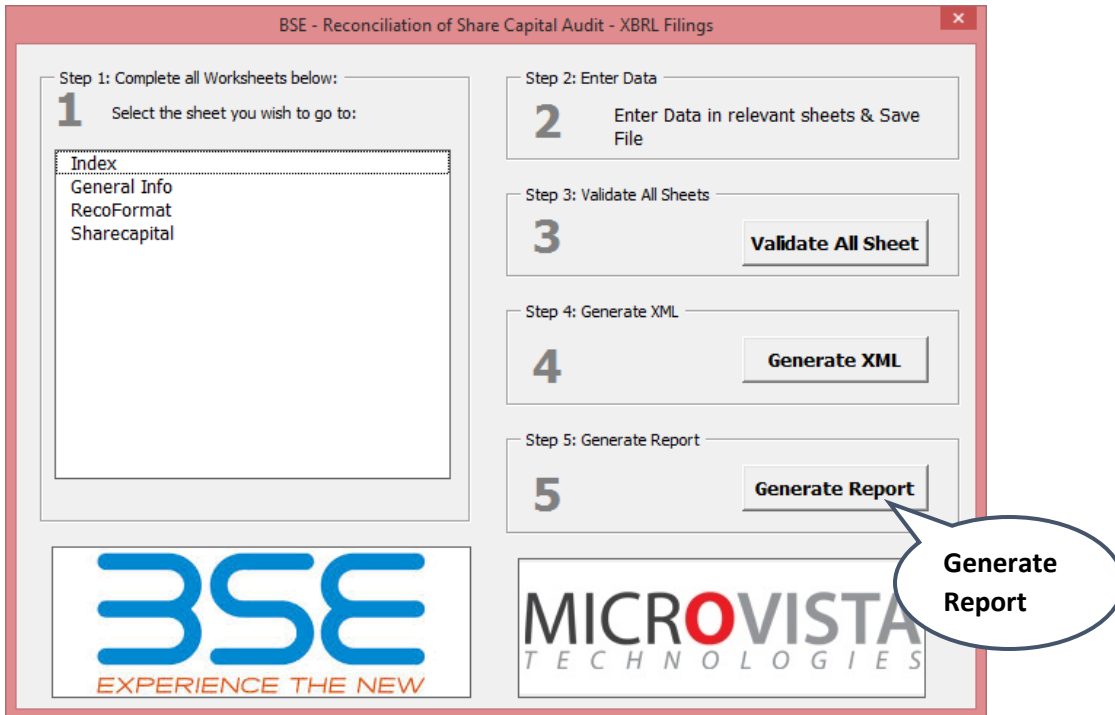 BSE - Reconciliation of Share Capital Audit - XBRL Filings
×
Step 1: Complete all Worksheets below:
1
Select the sheet you wish to go to:
Index
General Info
RecoFormat
Sharecapital
Step 2: Enter Data
2
Enter Data in relevant sheets & Save
File
Step 3: Validate All Sheets
3
Validate All Sheet
Step 4: Generate XML
4
Generate XML
Step 5: Generate Report
5
Generate Report
Generate
Report
BSE
EXPERIENCE THE NEW
MICROVISTA
TECHNOLOGIES